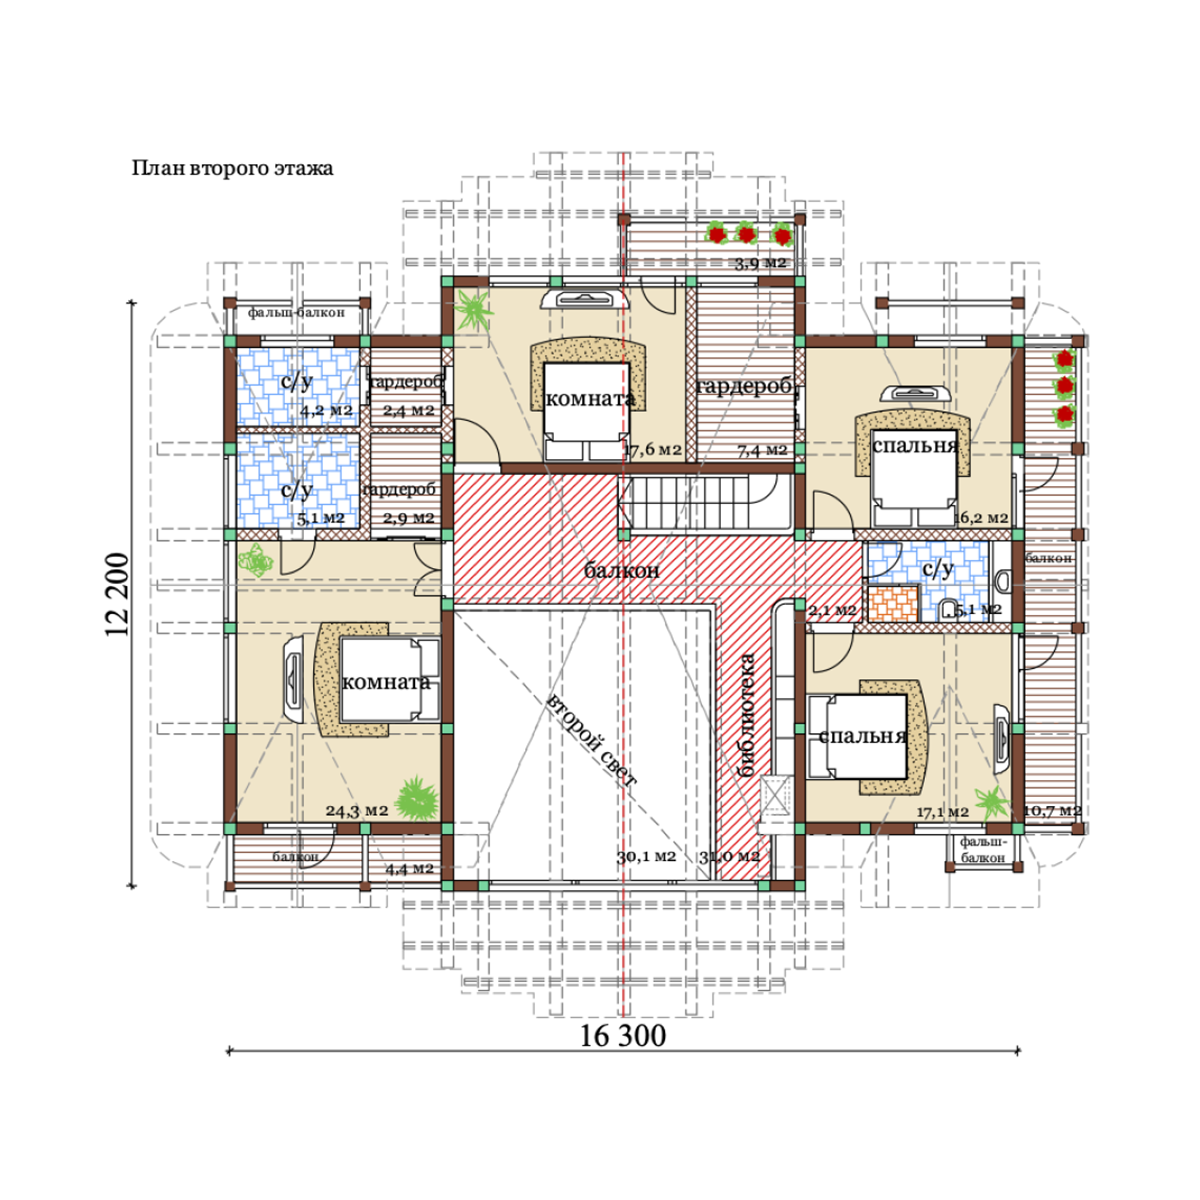 План второго этажа
3,9 м2
фальш-балкон
с/у
4,2 м2
гардероб
2,4 м2
комната
17,6 м2
гардероб
7,4 м2
спальня
16,2 м2
с/у
5,1 м2
гардероб
2,9 м2
балкон
балкон
с/у
5,1 м2
2,1 м2
12 200
комната
24,3 м2
второй свет
30,1 м2
библиотека
31,0 м2
спальня
17,1 м2
10,7 м2
балкон
4,4 м2
фальш-
балкон
16 300